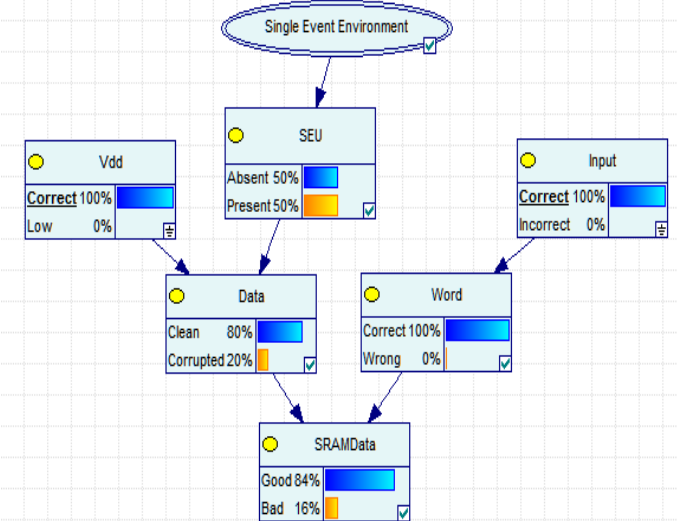 Single Event Environment
SEU
Absent 50%
Present 50%
Vdd
Correct 100%
Low 0%
Input
Correct 100%
Incorrect 0%
Data
Clean 80%
Corrupted 20%
Word
Correct 100%
Wrong 0%
SRAMData
Good 84%
Bad 16%